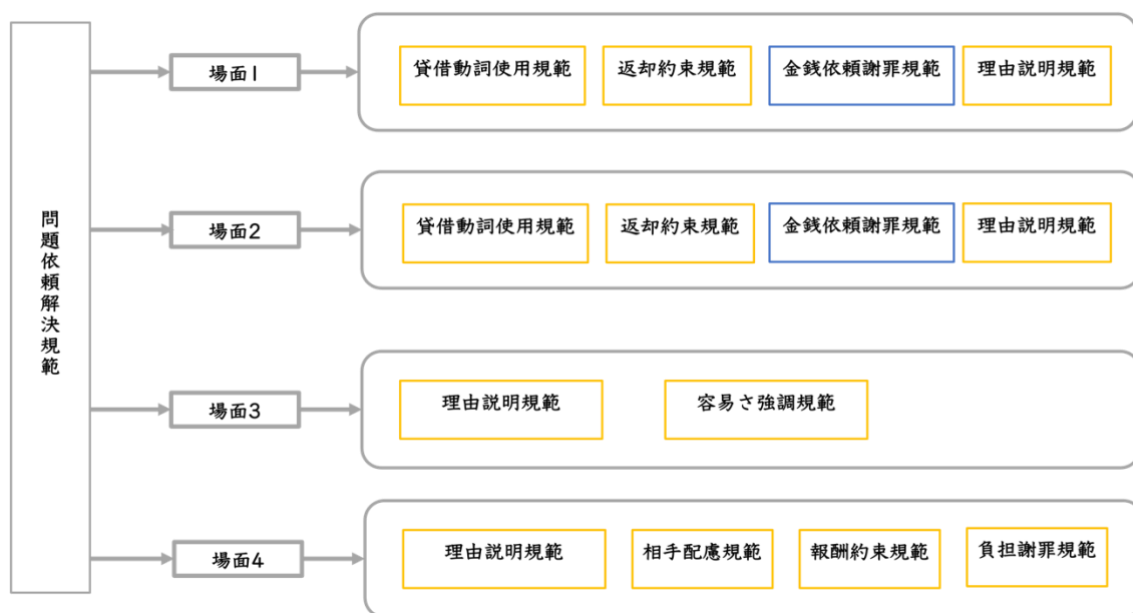 問題依頼解決規範
場面1
貸借動詞使用規範
返却約束規範
金銭依頼謝罪規範
理由説明規範
場面2
貸借動詞使用規範
返却約束規範
金銭依頼謝罪規範
理由説明規範
場面3
理由説明規範
容易さ強調規範
場面4
理由説明規範
相手配慮規範
報酬約束規範
負担謝罪規範